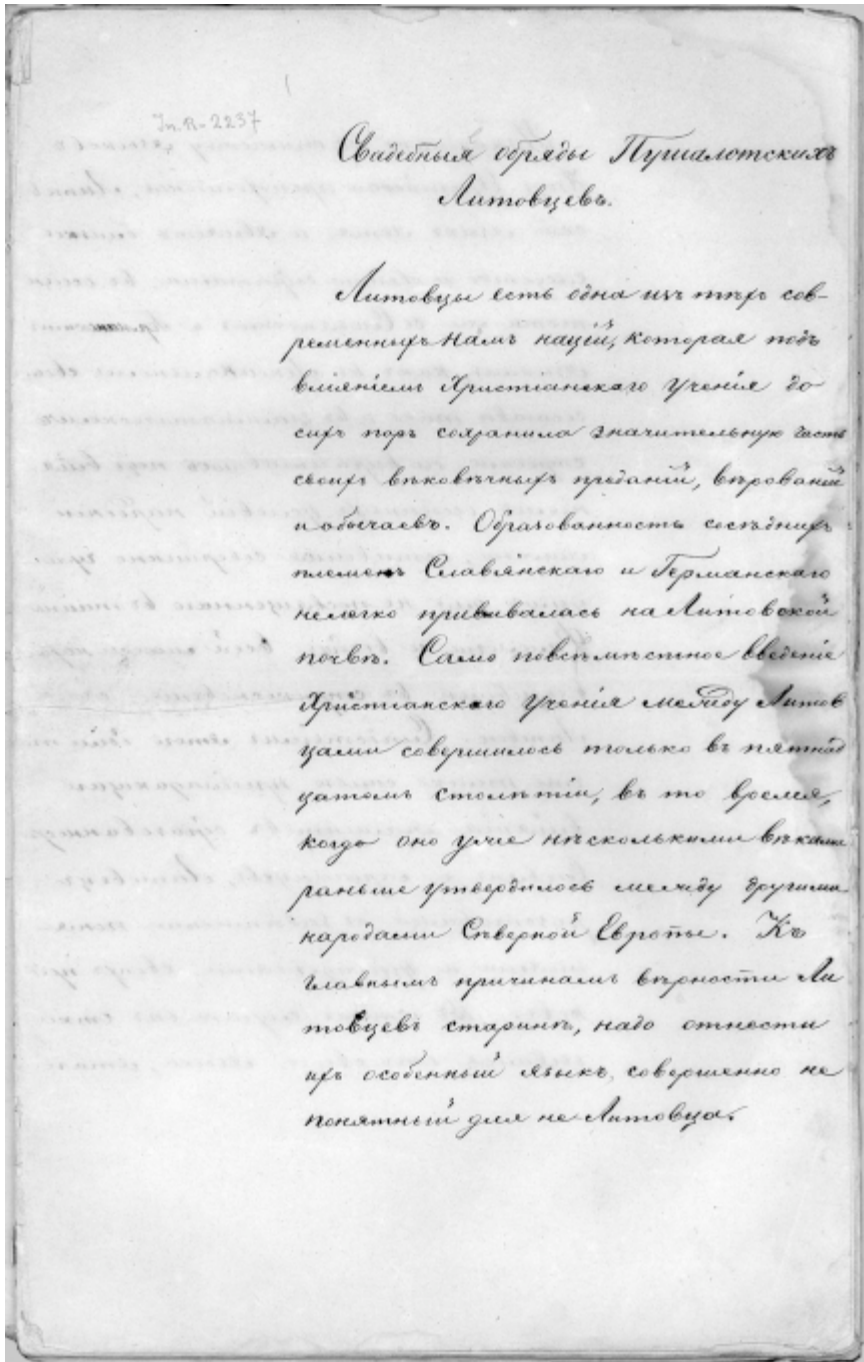 In. R-2237
Свадебныя обряды Пушалотскихъ
Литовцевъ.
Литовцы есть одна изъ тѣхъ сов-
ременныхъ намъ націй, которая подъ
вліяніемъ Христіанскаго Ученія до
сихъ поръ сохранила значительную часть
своихъ вѣковѣчныхъ преданій, вѣрованій
и обычаевъ. Образованность сосѣднихъ
племенъ Славянскаго и Германскаго
нелегко прививалась на Литовской
почвѣ. Само повсѣмѣстное введеніе
Христіанскаго Ученія между Литов
цами совершилось только въ пятнад
цатомъ столѣтіи, въ то время,
когда оно уже нѣсколькими вѣками
раньше утвердилось между другими
народами Сѣверной Европы. Къ
главнымъ причинамъ вѣрности Ли
товцевъ старинѣ, надо отнести
ихъ особенный языкъ, совершенно не
понятный для не Литовца.